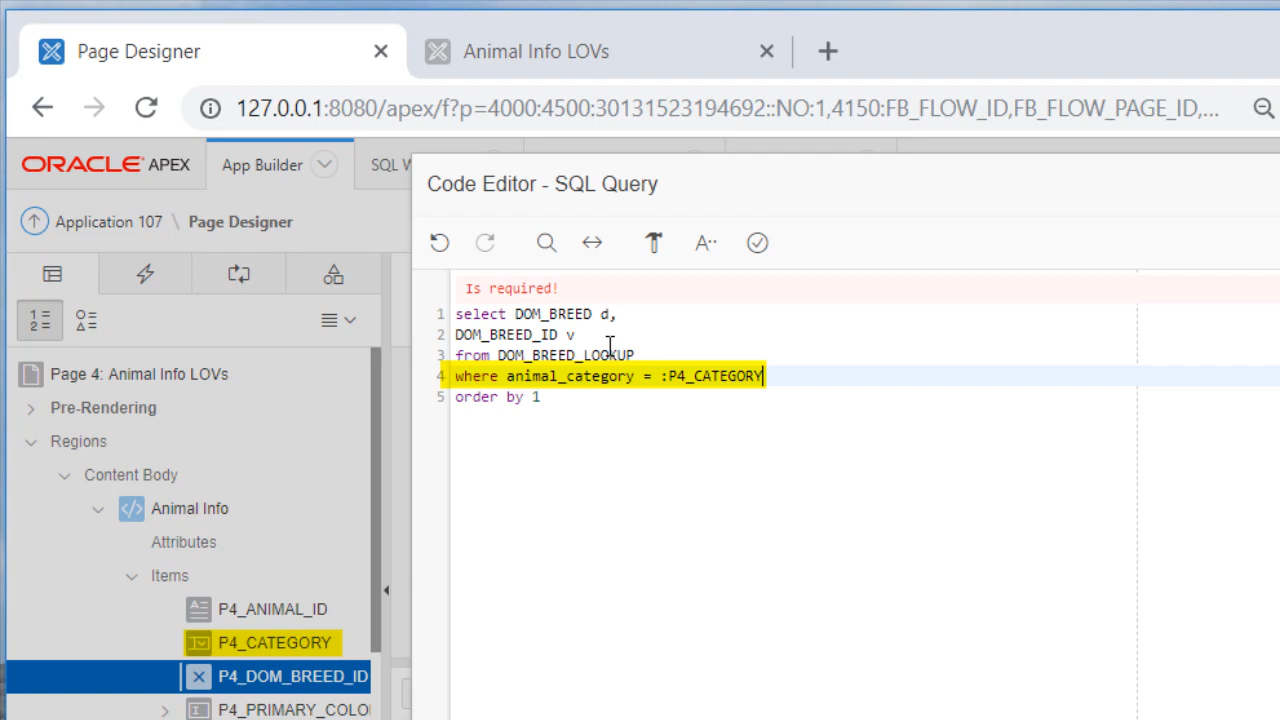 Page Designer
Animal Info LOVs
127.0.0.1:8080/apex/f?p=4000:4500:30131523194692::NO:1,4150:FB_FLOW_ID,FB_FLOW_PAGE_ID,...
ORACLE APEX
App Builder
SQL W
Code Editor - SQL Query
Application 107 \ Page Designer
Is required!
1 select DOM_BREED d,
2 DOM_BREED_ID v
3 from DOM_BREED_LOOKUP
4 where animal_category = :P4_CATEGORY
5 order by 1
Page 4: Animal Info LOVs
Pre-Rendering
Regions
Content Body
Animal Info
Attributes
Items
P4_ANIMAL_ID
P4_CATEGORY
P4_DOM_BREED_ID
P4_PRIMARY_COLO